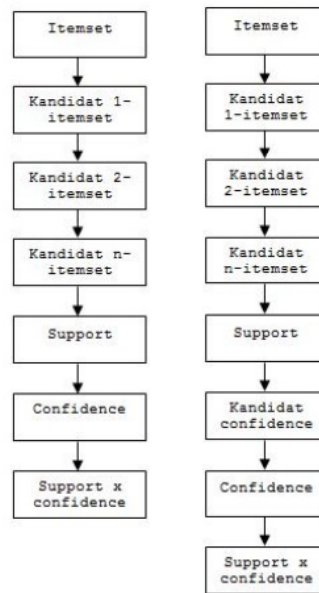 Itemset
Kandidat 1-
itemset
Kandidat 2-
itemset
Kandidat n-
itemset
Support
Confidence
Support x
confidence
Itemset
Kandidat
1-itemset
Kandidat
2-itemset
Kandidat
n-itemset
Support
Kandidat
confidence
Confidence
Support x
confidence